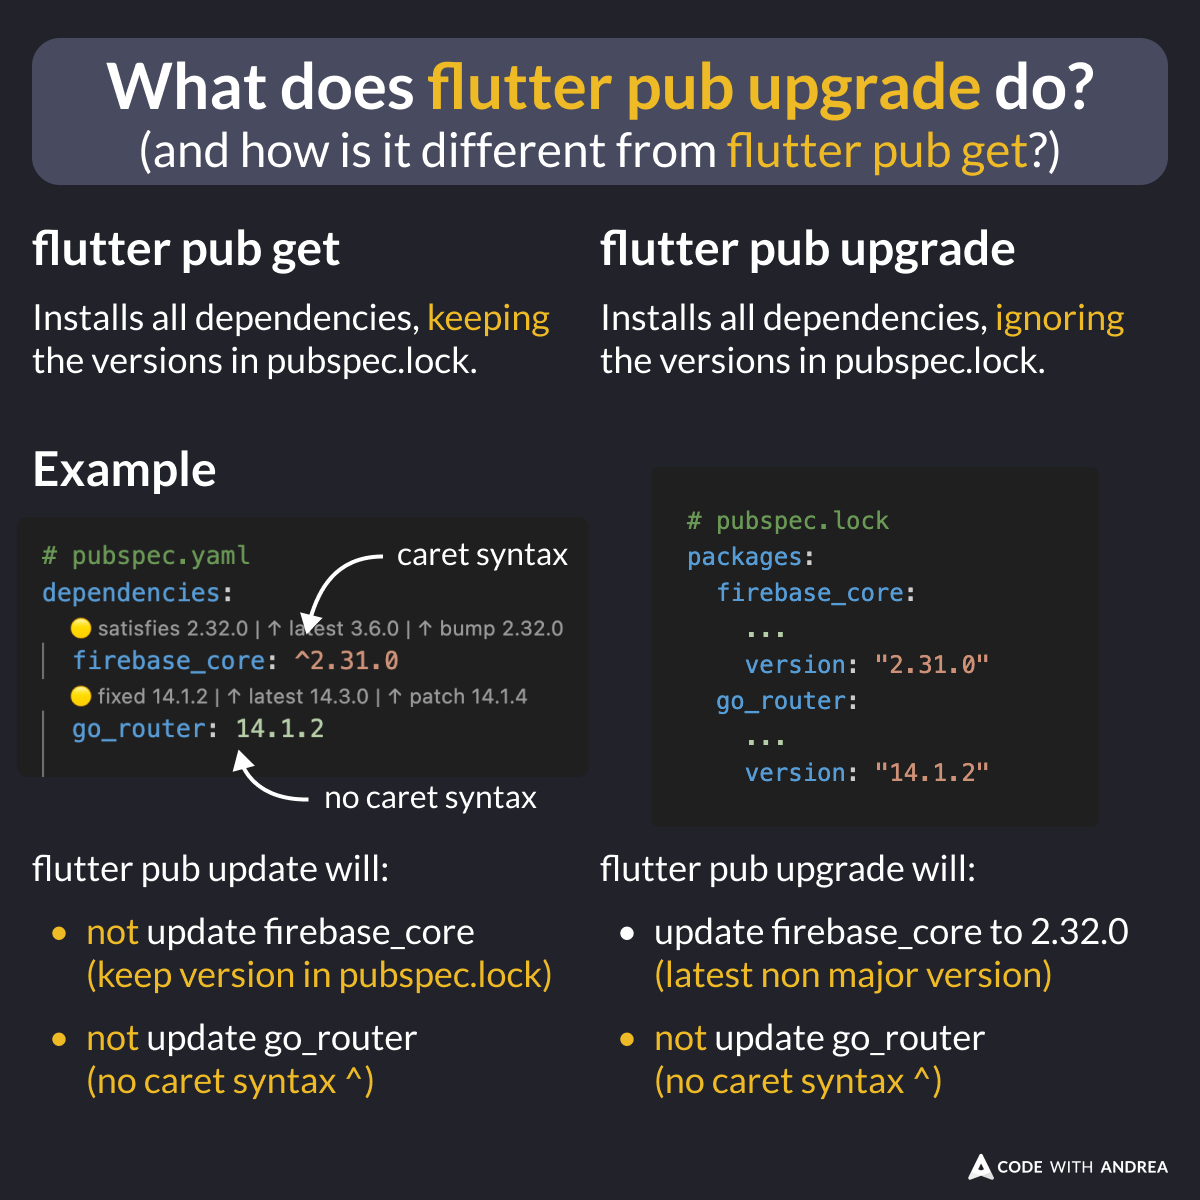 What does flutter pub upgrade do?
(and how is it different from flutter pub get?)
flutter pub get
Installs all dependencies, keeping
the versions in pubspec.lock.
flutter pub upgrade
Installs all dependencies, ignoring
the versions in pubspec.lock.
Example
# pubspec.yaml
caret syntax
dependencies:
satisfies 2.32.0 | ↑ latest 3.6.0 | ↑ bump 2.32.0
firebase_core: ^2.31.0
fixed 14.1.2 | ↑ latest 14.3.0 | ↑ patch 14.1.4
go_router: 14.1.2
no caret syntax
# pubspec.lock
packages:
firebase_core:
...
version: "2.31.0"
go_router:
...
version: "14.1.2"
flutter pub update will:
• not update firebase_core
(keep version in pubspec.lock)
• not update go_router
(no caret syntax ^)
flutter pub upgrade will:
• update firebase_core to 2.32.0
(latest non major version)
• not update go_router
(no caret syntax ^)
CODE WITH ANDREA